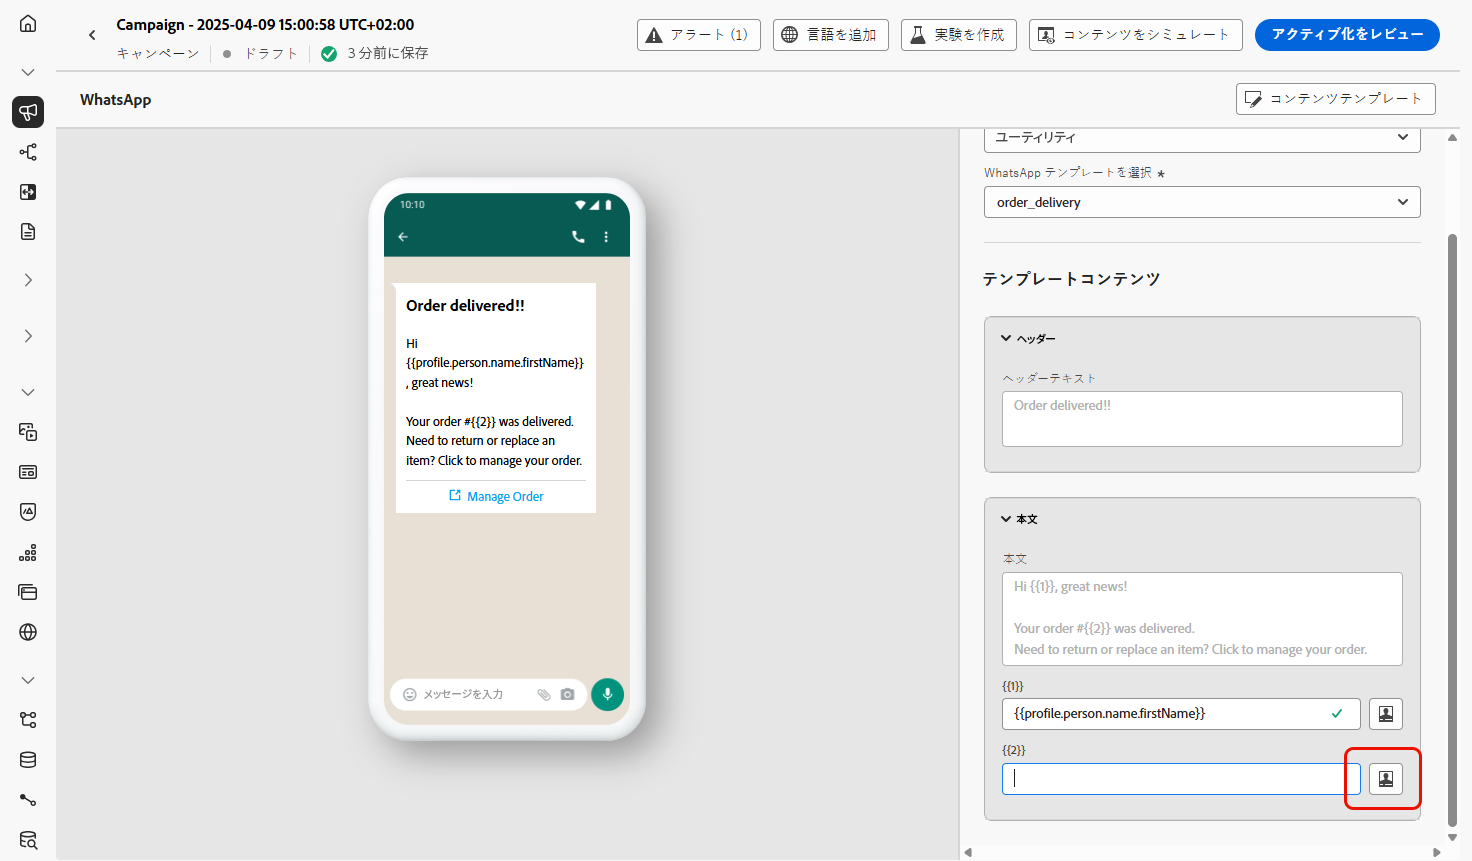 Campaign - 2025-04-09 15:00:58 UTC+02:00
キャンペーン
ドラフト
3 分前に保存
アラート (1)
言語を追加
実験を作成
コンテンツをシミュレート
アクティブ化をレビュー
WhatsApp
コンテンツテンプレート
10:10
Order delivered!!
Hi
{{profile.person.name.firstName}}
, great news!
Your order #{{2}} was delivered.
Need to return or replace an
item? Click to manage your order.
Manage Order
メッセージを入力
ユーティリティ
WhatsApp テンプレートを選択 *
order_delivery
テンプレートコンテンツ
ヘッダー
ヘッダーテキスト
Order delivered!!
本文
本文
Hi {{1}}, great news!
Your order #{{2}} was delivered.
Need to return or replace an item? Click to manage your order.
{{1}}
{{profile.person.name.firstName}}
{{2}}